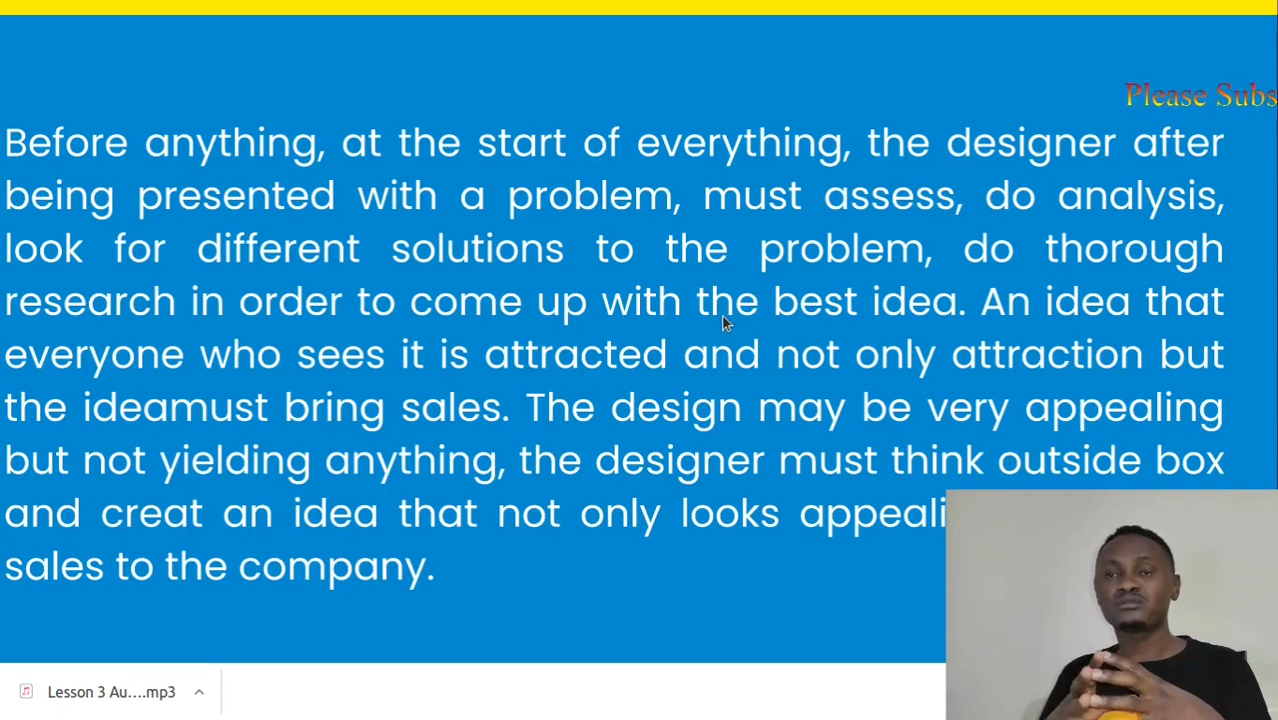 Please Subs
Before anything, at the start of everything, the designer after
being presented with a problem, must assess, do analysis,
look for different solutions to the problem, do thorough
research in order to come up with the best idea. An idea that
everyone who sees it is attracted and not only attraction but
the ideamust bring sales. The design may be very appealing
but not yielding anything, the designer must think outside box
and creat an idea that not only looks appeali
sales to the company.
Lesson 3 Au....mp3